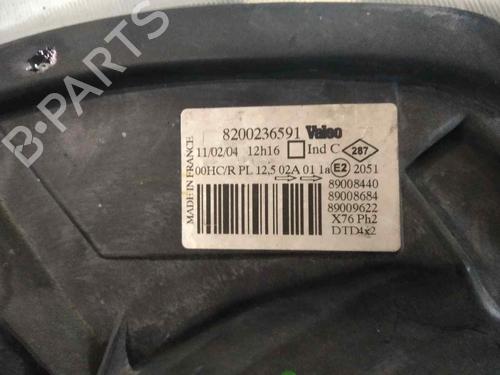 8200236591 Valeo
11/02/04 12h16 Ind C 287
00HC/R PL 12,5 02A 01 1a E2 2051
89008440
89008684
89009622
X76 Ph2
DTD4x2
MADE IN FRANCE
B-PARTS